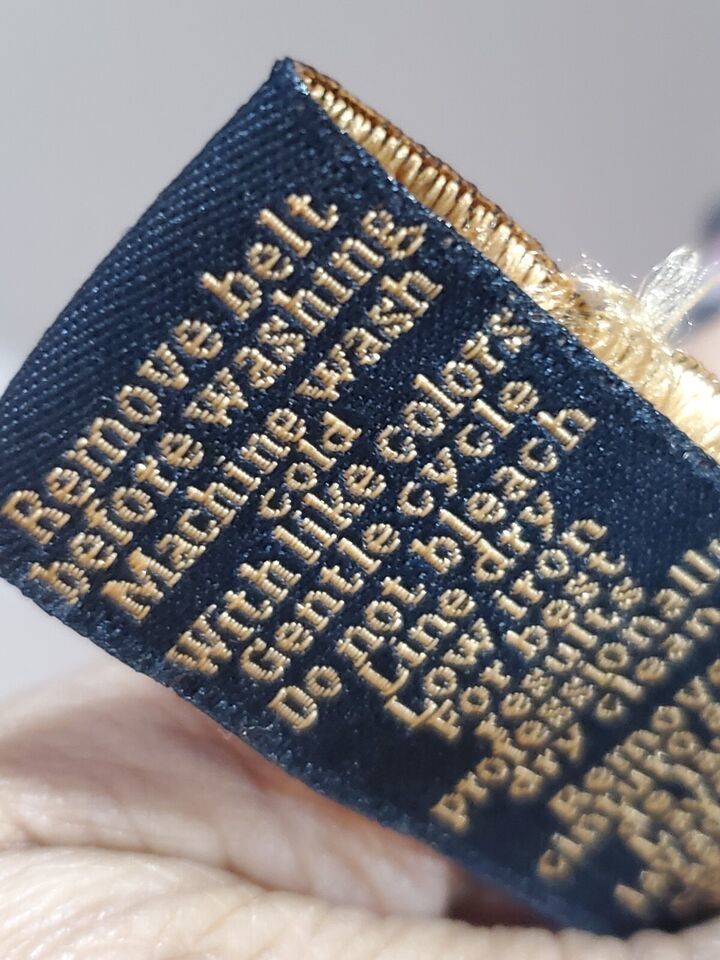 Remove belt
before washing
Machine wash
cold
With like colors
Gentle cycle
Do not bleach
Line dry
Low iron
For best
results
professionally
dry clean